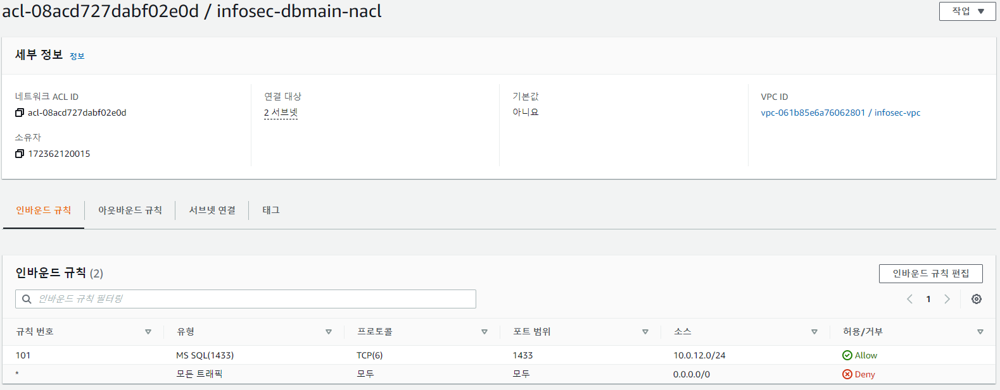 acl-08acd727dabf02e0d / infosec-dbmain-nacl
작업
세부 정보 정보
네트워크 ACL ID
acl-08acd727dabf02e0d
소유자
172362120015
연결 대상
2 서브넷
기본값
아니요
VPC ID
vpc-061b85e6a76062801 / infosec-vpc
인바운드 규칙 아웃바운드 규칙 서브넷 연결 태그
인바운드 규칙 (2)
인바운드 규칙 편집
인바운드 규칙 필터링
1
규칙 번호 유형 프로토콜 포트 범위 소스 허용/거부
101 MS SQL(1433) TCP(6) 1433 10.0.12.0/24 Allow
* 모든 트래픽 모두 모두 0.0.0.0/0 Deny